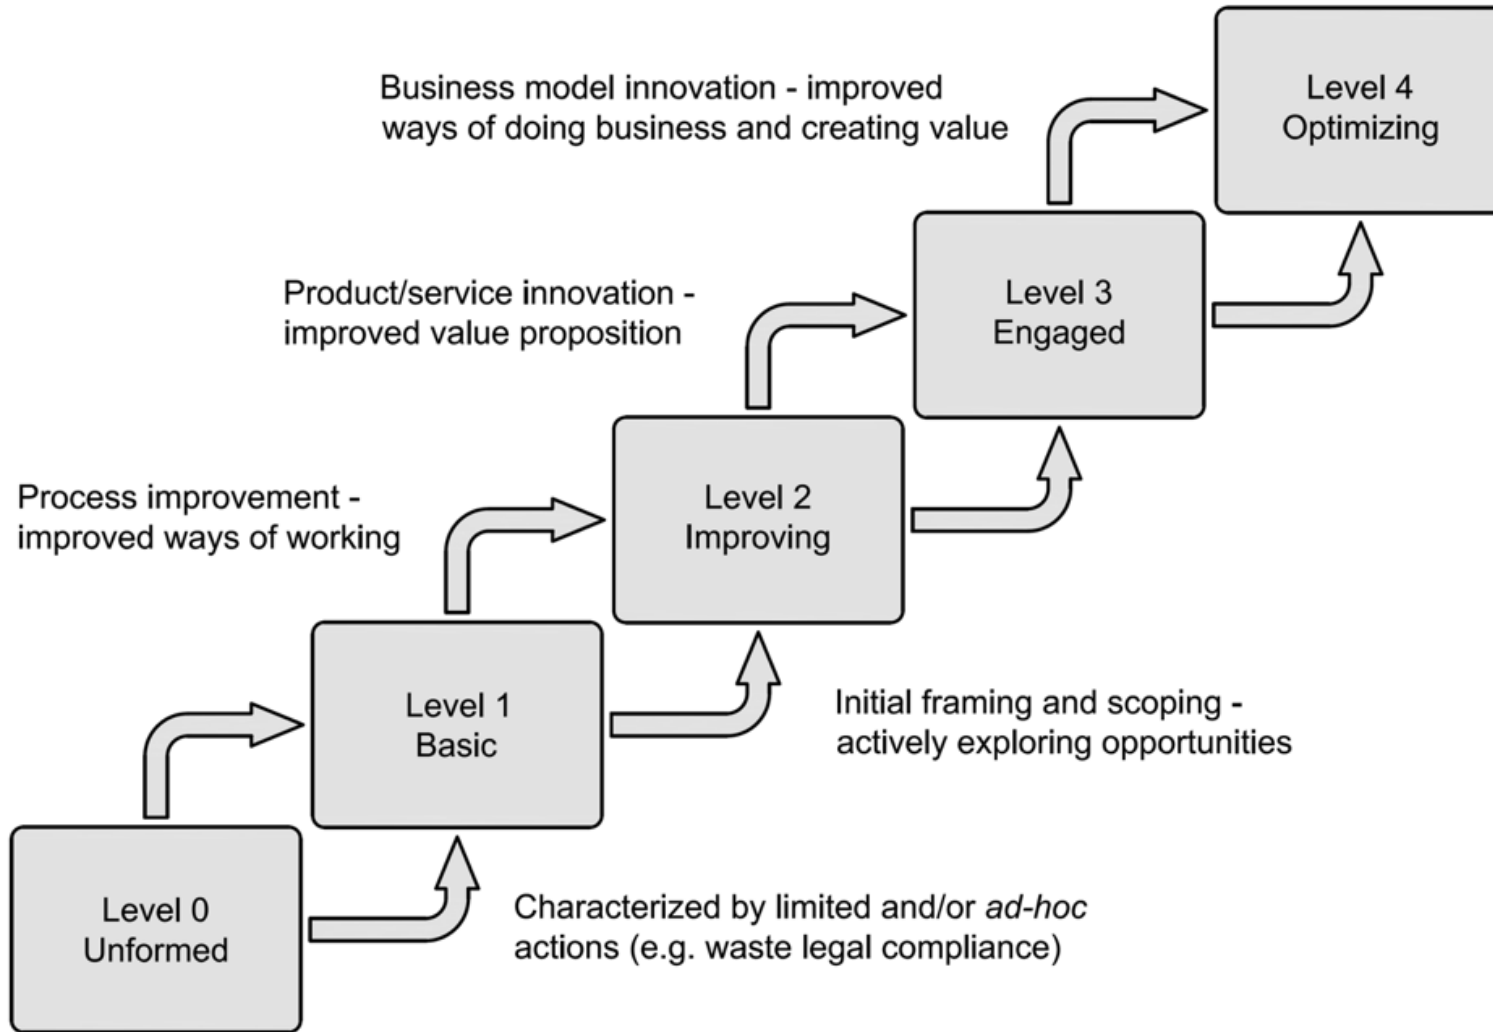 Business model innovation - improved
ways of doing business and creating value
Level 4
Optimizing
Product/service innovation -
improved value proposition
Level 3
Engaged
Process improvement -
improved ways of working
Level 2
Improving
Level 1
Basic
Initial framing and scoping -
actively exploring opportunities
Level 0
Unformed
Characterized by limited and/or ad-hoc
actions (e.g. waste legal compliance)